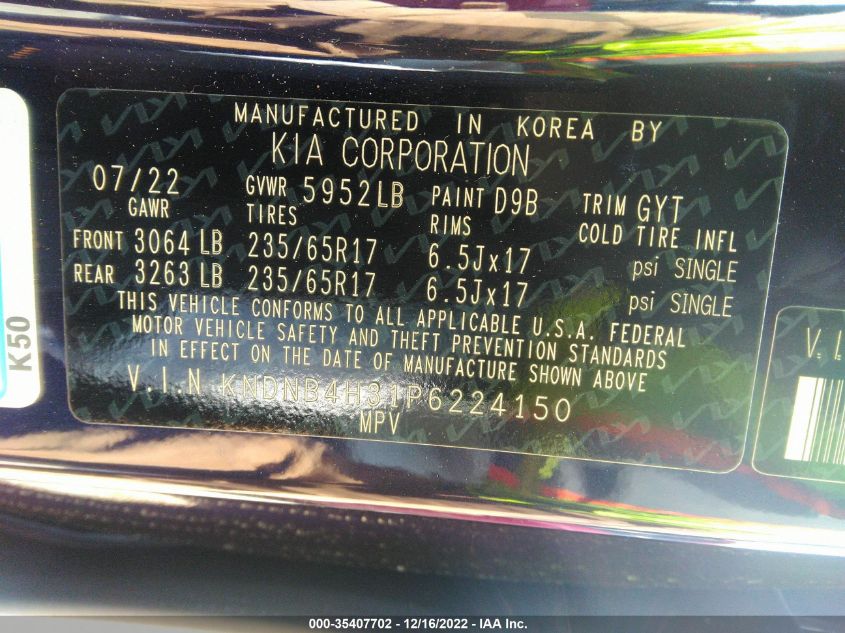 MANUFACTURED IN KOREA BY
KIA CORPORATION
07/22 GVWR 5952LB PAINT D9B TRIM GYT
GAWR TIRES RIMS COLD TIRE INFL
FRONT 3064 LB 235/65R17 6.5Jx17 psi SINGLE
REAR 3263 LB 235/65R17 6.5Jx17 psi SINGLE
THIS VEHICLE CONFORMS TO ALL APPLICABLE U.S.A. FEDERAL
MOTOR VEHICLE SAFETY AND THEFT PREVENTION STANDARDS
IN EFFECT ON THE DATE OF MANUFACTURE SHOWN ABOVE
V.I.N KNDNB4H31P6224150
MPV
K50
V.I.
000-35407702 - 12/16/2022 - IAA Inc.